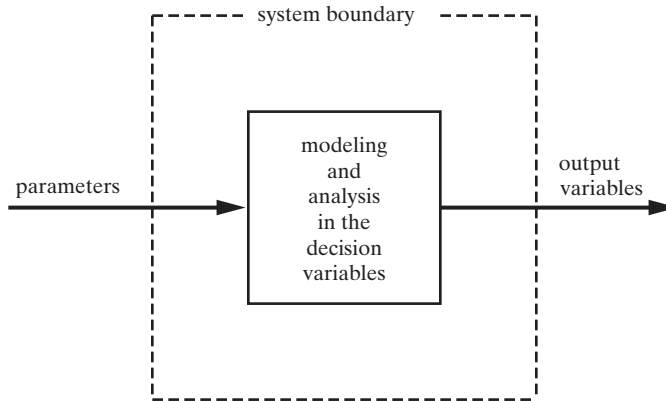 system boundary
parameters
modeling
and
analysis
in the
decision
variables
output
variables